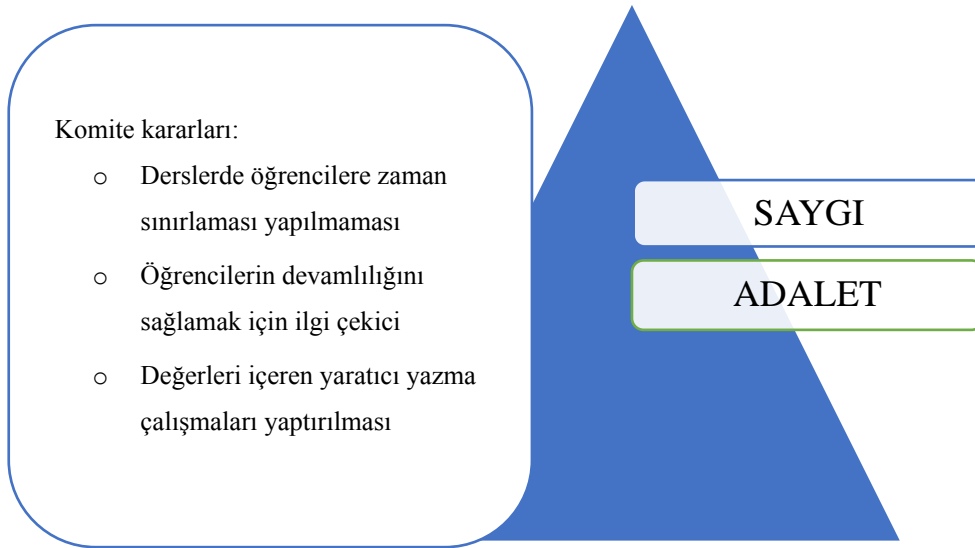 Komite kararları:
o Derslerde öğrencilere zaman
sınırlaması yapılmaması
o Öğrencilerin devamlılığını
sağlamak için ilgi çekici
o Değerleri içeren yaratıcı yazma
çalışmaları yaptırılması
SAYGI
ADALET